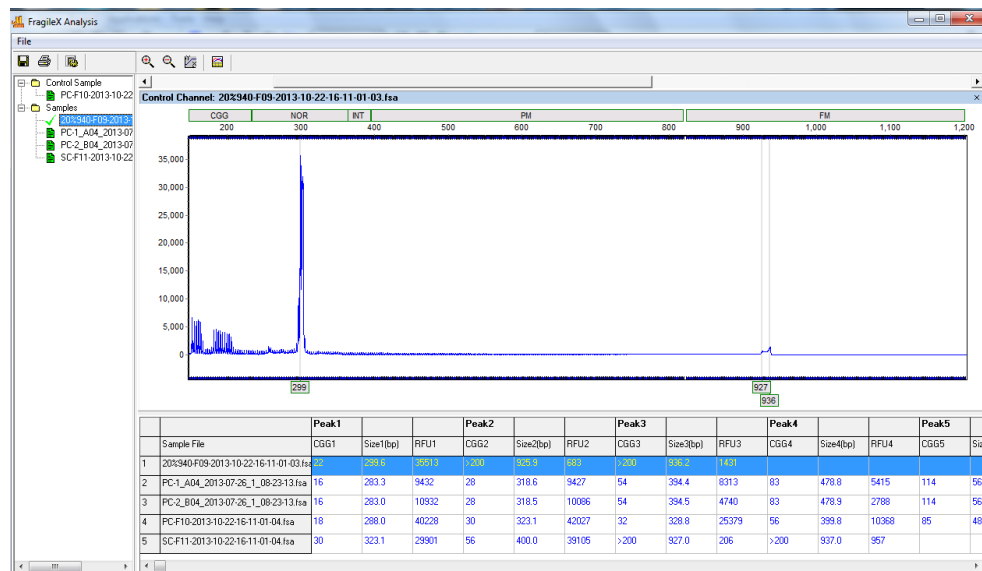 FragileX Analysis
File
Control Sample
PC-F10-2013-10-22
Samples
20%940-F09-2013-1
PC-1_A04_2013-07
PC-2_B04_2013-07
SC-F11-2013-10-22
Control Channel: 20%940-F09-2013-10-22-16-11-01-03.fsa
CGG NOR INT PM FM
200 300 400 500 600 700 800 900 1,000 1,100 1,200
35,000
30,000
25,000
20,000
15,000
10,000
5,000
0
299 927
936
Peak1 Peak2 Peak3 Peak4 Peak5
Sample File CGG1 Size1(bp) RFU1 CGG2 Size2(bp) RFU2 CGG3 Size3(bp) RFU3 CGG4 Size4(bp) RFU4 CGG5 Siz
1 20%940-F09-2013-10-22-16-11-01-03.fsa 22 299.6 35513 >200 925.9 683 >200 936.2 1431
2 PC-1_A04_2013-07-26_1_08-23-13.fsa 16 283.3 9432 28 318.6 9427 54 394.4 8313 83 478.8 5415 114 56
3 PC-2_B04_2013-07-26_1_08-23-13.fsa 16 283.0 10932 28 318.5 10086 54 394.5 4740 83 478.9 2788 114 56
4 PC-F10-2013-10-22-16-11-01-04.fsa 18 288.0 40228 30 323.1 42027 32 328.8 25379 56 399.8 10368 85 48
5 SC-F11-2013-10-22-16-11-01-04.fsa 30 323.1 29901 56 400.0 39105 >200 927.0 206 >200 937.0 957